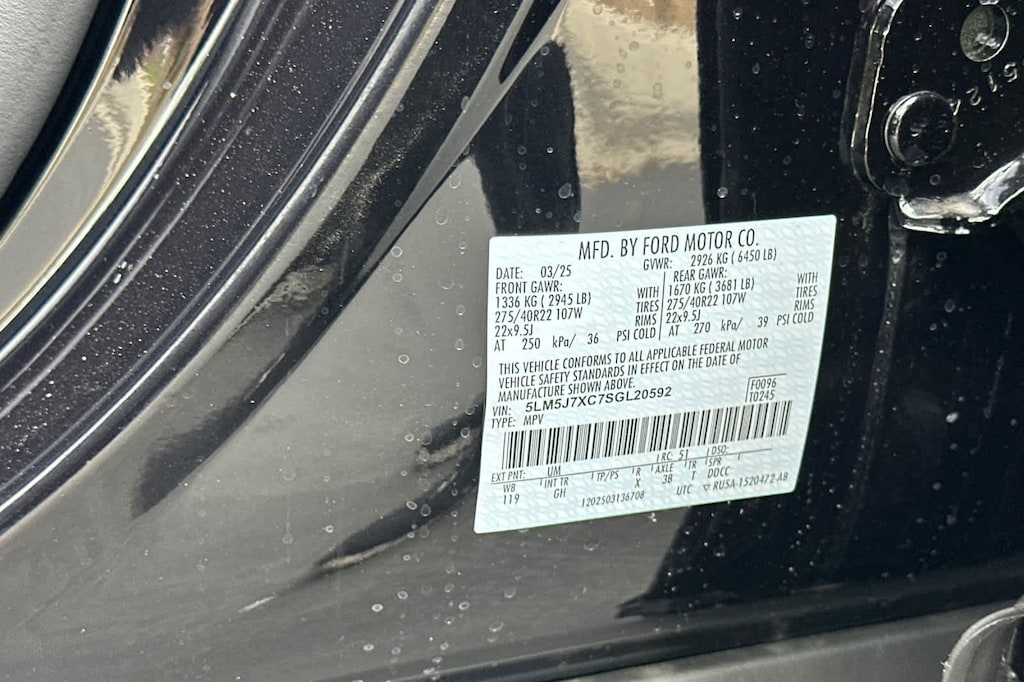 5124
MFD. BY FORD MOTOR CO.
DATE: 03/25 GVWR: 2926 KG ( 6450 LB)
FRONT GAWR: REAR GAWR:
1336 KG ( 2945 LB) WITH 1670 KG ( 3681 LB) WITH
275/40R22 107W TIRES 275/40R22 107W TIRES
22x9.5J RIMS 22x9.5J RIMS
AT 250 kPa/ 36 PSI COLD AT 270 kPa/ 39 PSI COLD
THIS VEHICLE CONFORMS TO ALL APPLICABLE FEDERAL MOTOR
VEHICLE SAFETY STANDARDS IN EFFECT ON THE DATE OF
MANUFACTURE SHOWN ABOVE.
VIN: 5LM5J7XC7SGL20592 F0096
TYPE: MPV T0245
EXT PNT: UM RC: 51 DSO:
WB INT TR TP/PS R AXLE TR SPR
119 GH X 38 T DDCC
1202503136708 UTC RUSA-1520472-AB